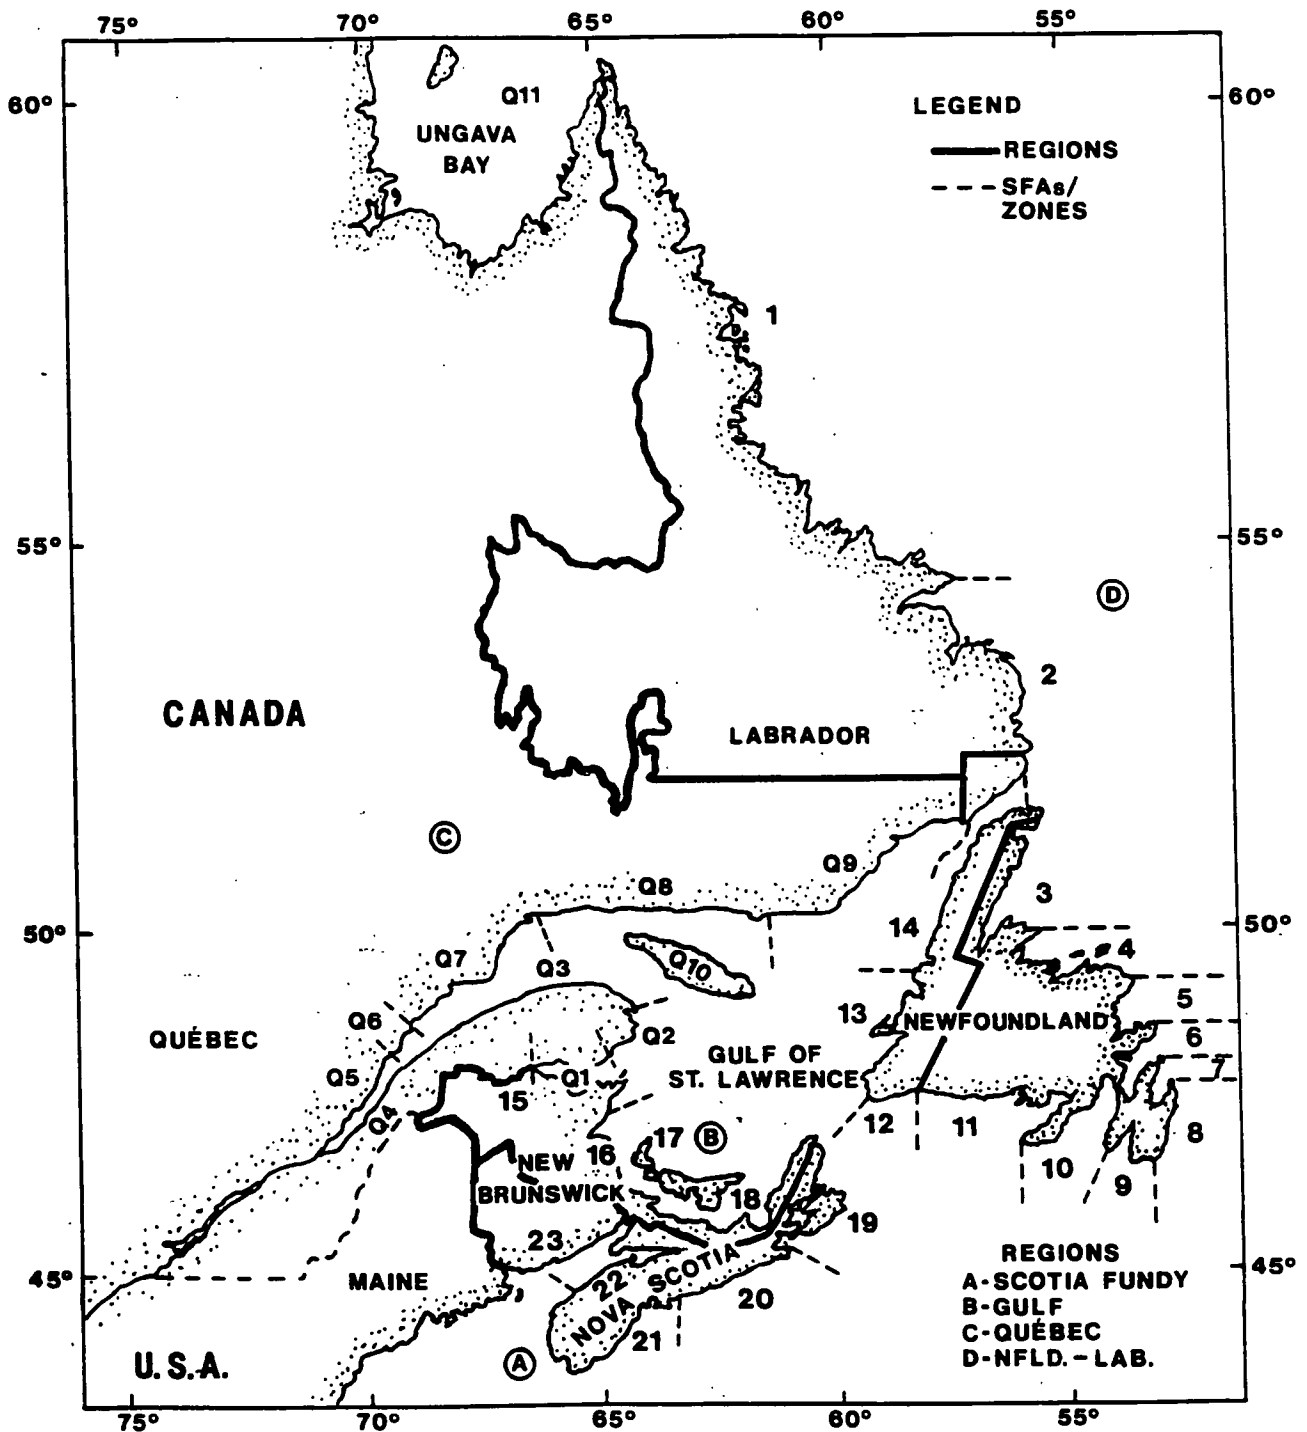 75° 70° 65° 60° 55°
60° 60°
Q11
UNGAVA
BAY
LEGEND
REGIONS
SFAs/
ZONES
1
55° 55°
D
2
CANADA
LABRADOR
C
Q9
Q8
3
14
50° 50°
4
Q7
Q3
Q10
5
Q6
13
NEWFOUNDLAND
6
QUÉBEC
Q2
GULF OF
ST. LAWRENCE
7
Q5
Q1
15
Q4
12
11
8
17
B
16
10
9
NEW
BRUNSWICK
18
19
23
45° 45°
MAINE
22
NOVA SCOTIA
20
21
REGIONS
A-SCOTIA FUNDY
B-GULF
C-QUÉBEC
D-NFLD.-LAB.
U.S.A.
A
75° 70° 65° 60° 55°